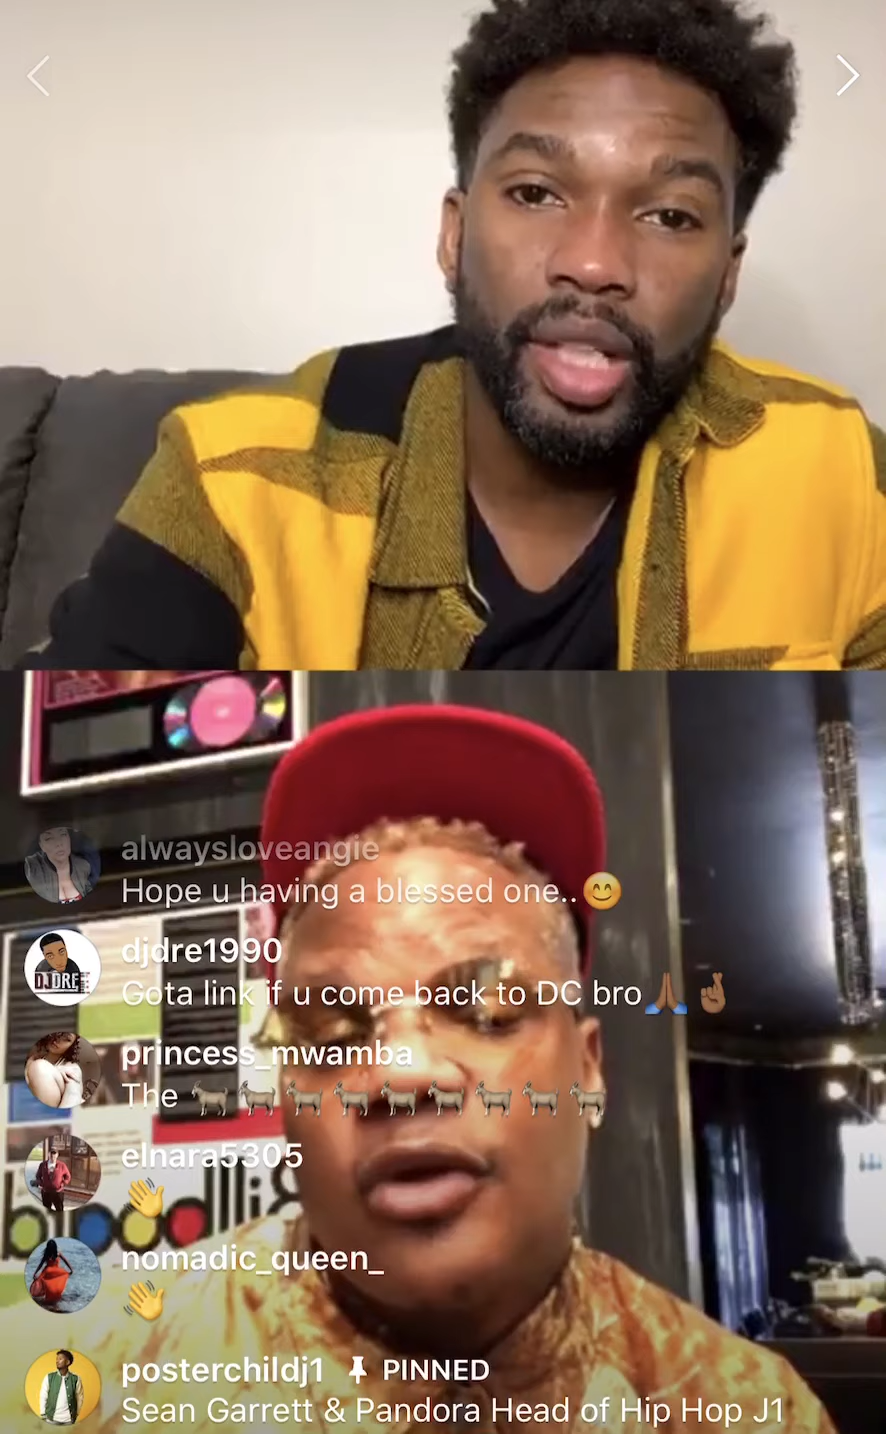 alwaysloveangie
Hope u having a blessed one..😊
djdre1990
DJDRE
Gota link if u come back to DC bro🙏🏾🤞🏾
princess_mwamba
The 🐐🐐🐐🐐🐐🐐🐐🐐🐐
elnara5305
👋
nomadic_queen_
👋
posterchildj1 📌 PINNED
Sean Garrett & Pandora Head of Hip Hop J1